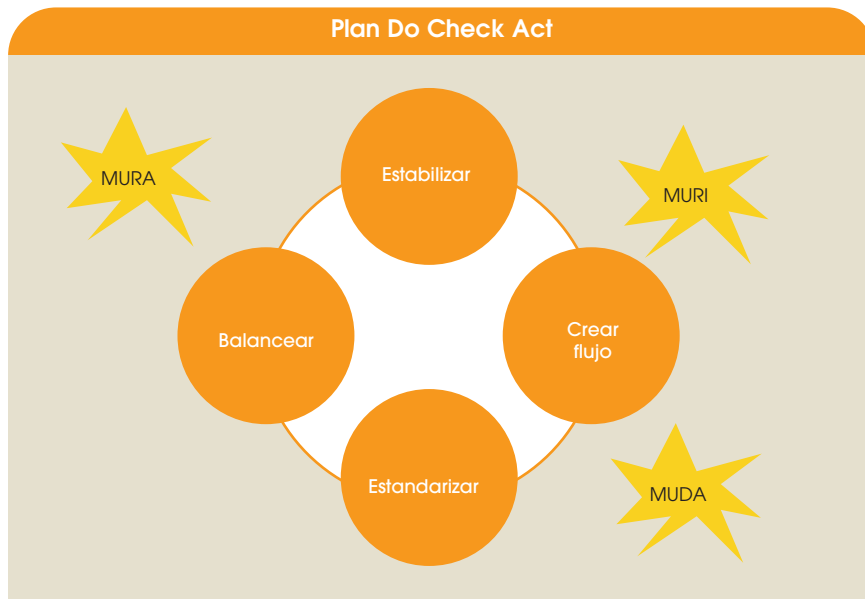 Plan Do Check Act
MURA
Estabilizar
MURI
Balancear
Crear
flujo
Estandarizar
MUDA